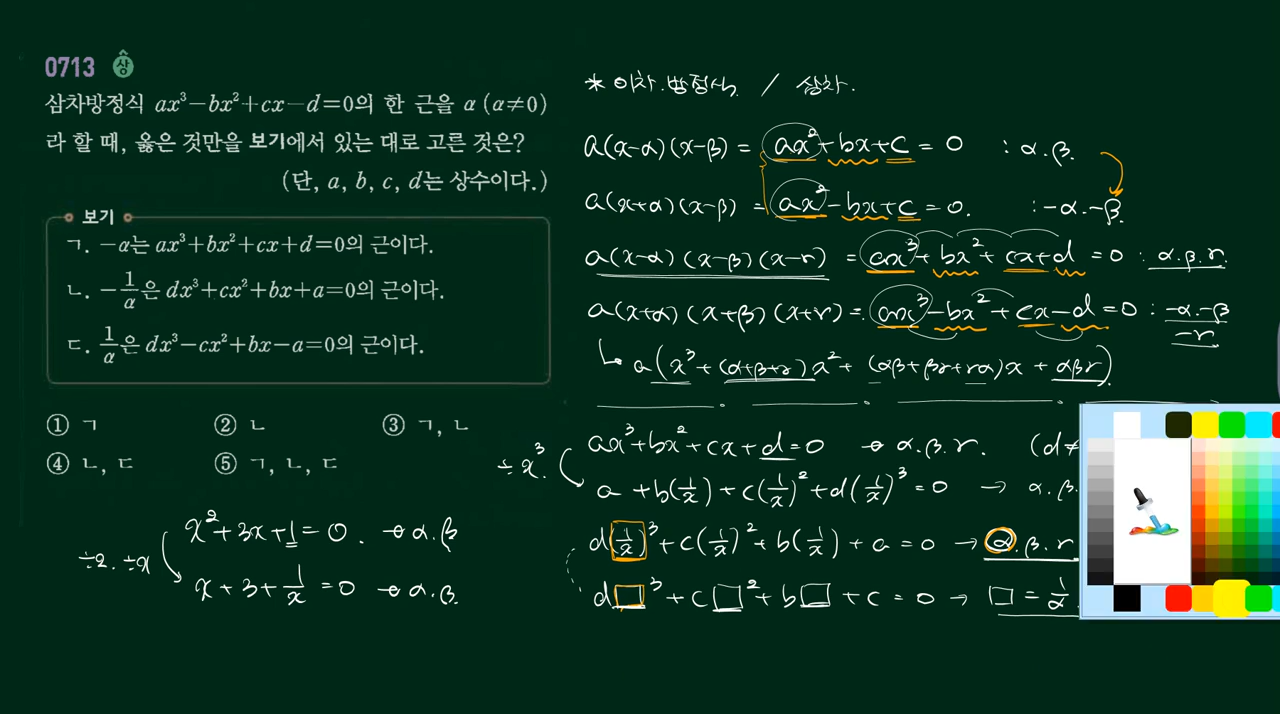 0713 상
삼차방정식 ax³-bx²+cx-d=0의 한 근을 α (α≠0)
라 할 때, 옳은 것만을 보기에서 있는 대로 고른 것은?
(단, a, b, c, d는 상수이다.)
보기
ㄱ. -α는 ax³+bx²+cx+d=0의 근이다.
ㄴ. -1/α은 dx³+cx²+bx+a=0의 근이다.
ㄷ. 1/α은 dx³-cx²+bx-a=0의 근이다.
① ㄱ ② ㄴ ③ ㄱ, ㄴ
④ ㄴ, ㄷ ⑤ ㄱ, ㄴ, ㄷ
x²+3x+1=0. → α.β
÷2. ÷x
x+3+1/x=0 → α.β.
* 이차.방정식 / 삼차.
a(x-α)(x-β) = ax²+bx+c = 0 : α.β.
a(x+α)(x-β) = ax²-bx+c = 0. : -α.-β.
a(x-α)(x-β)(x-r) = ax³+bx²+cx+d = 0 : α.β.r.
a(x+α)(x+β)(x+r) = ax³-bx²+cx-d = 0 : -α.-β
-r
↳ a(x³+(α+β+r)x²+(αβ+βr+rα)x+αβr)
ax³+bx²+cx+d=0 → α.β.r. (d≠
÷x³.
a+b(1/x)+c(1/x)²+d(1/x)³=0 → α.β.
d(1/x)³+c(1/x)²+b(1/x)+a=0 → α.β.r
d□³+c□²+b□+c=0 → □=1/α.